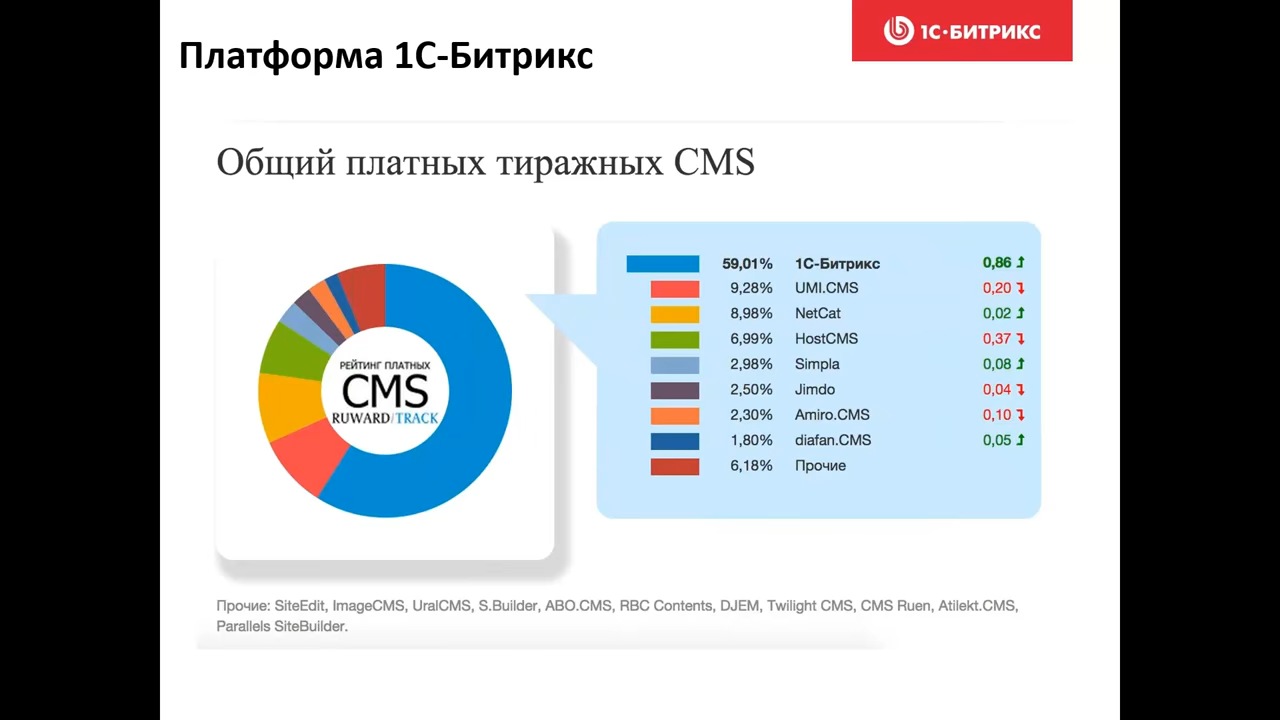 Платформа 1С-Битрикс
1С·БИТРИКС
Общий платных тиражных CMS
РЕЙТИНГ ПЛАТНЫХ
CMS
RUWARD/TRACK
59,01% 1С-Битрикс 0,86
9,28% UMI.CMS 0,20
8,98% NetCat 0,02
6,99% HostCMS 0,37
2,98% Simpla 0,08
2,50% Jimdo 0,04
2,30% Amiro.CMS 0,10
1,80% diafan.CMS 0,05
6,18% Прочие
Прочие: SiteEdit, ImageCMS, UralCMS, S.Builder, ABO.CMS, RBC Contents, DJEM, Twilight CMS, CMS Ruen, Atilekt.CMS,
Parallels SiteBuilder.